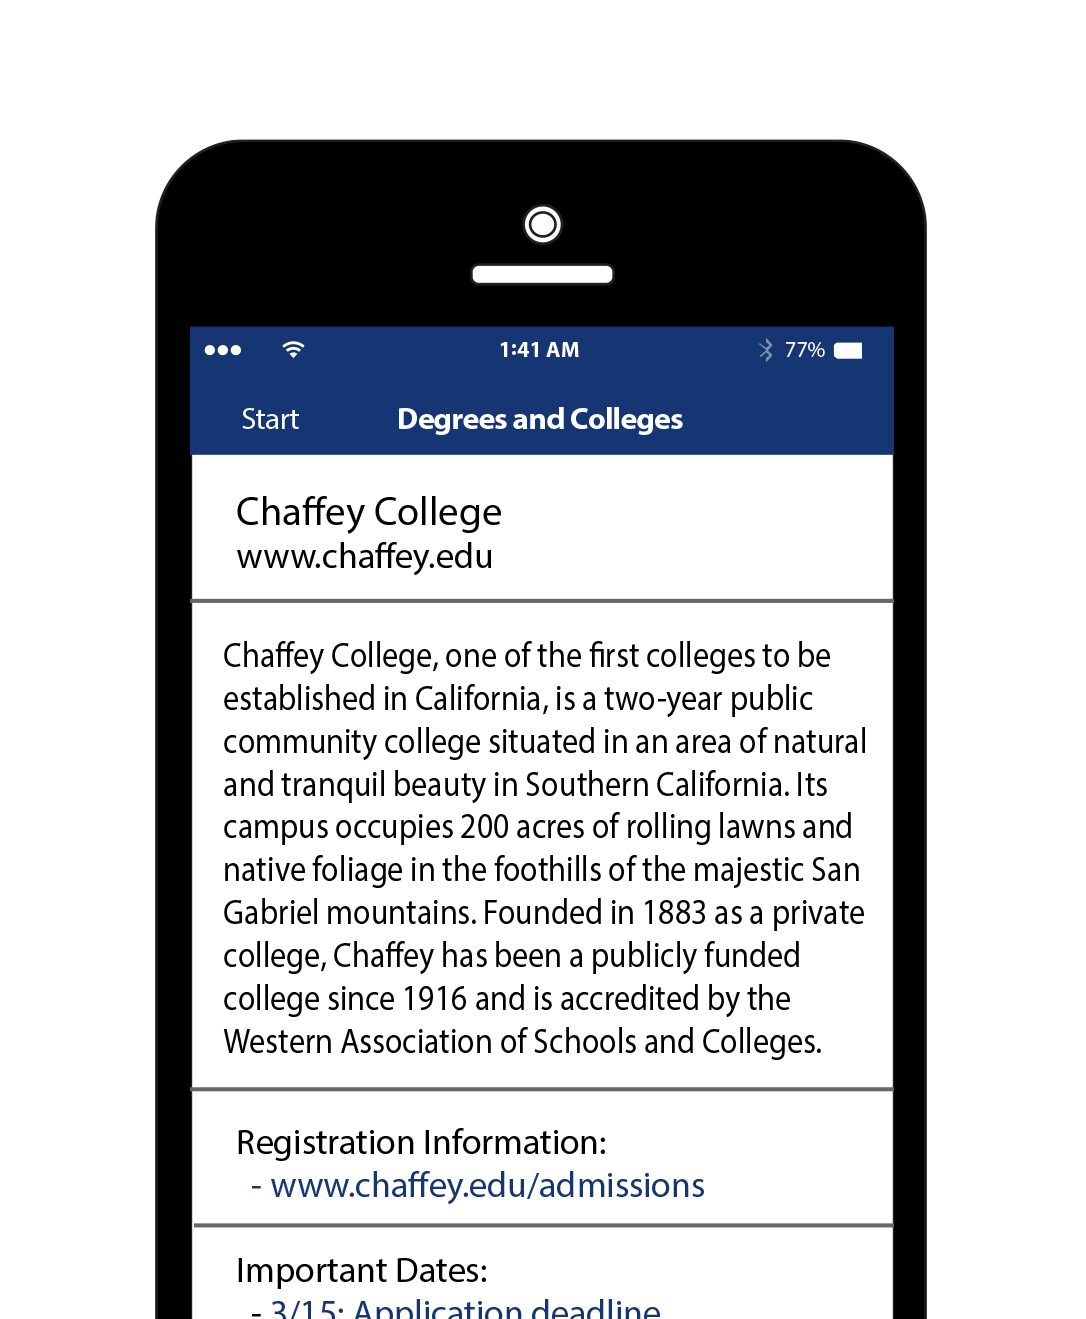 1:41 AM 77%
Start Degrees and Colleges
Chaffey College
www.chaffey.edu
Chaffey College, one of the first colleges to be
established in California, is a two-year public
community college situated in an area of natural
and tranquil beauty in Southern California. Its
campus occupies 200 acres of rolling lawns and
native foliage in the foothills of the majestic San
Gabriel mountains. Founded in 1883 as a private
college, Chaffey has been a publicly funded
college since 1916 and is accredited by the
Western Association of Schools and Colleges.
Registration Information:
- www.chaffey.edu/admissions
Important Dates:
- 3/15: Application deadline